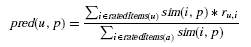 pred(u, p) = \frac{\sum_{i \in ratedItems(u)} sim(i, p) * r_{u,i}}{\sum_{i \in ratedItems(a)} sim(i, p)}